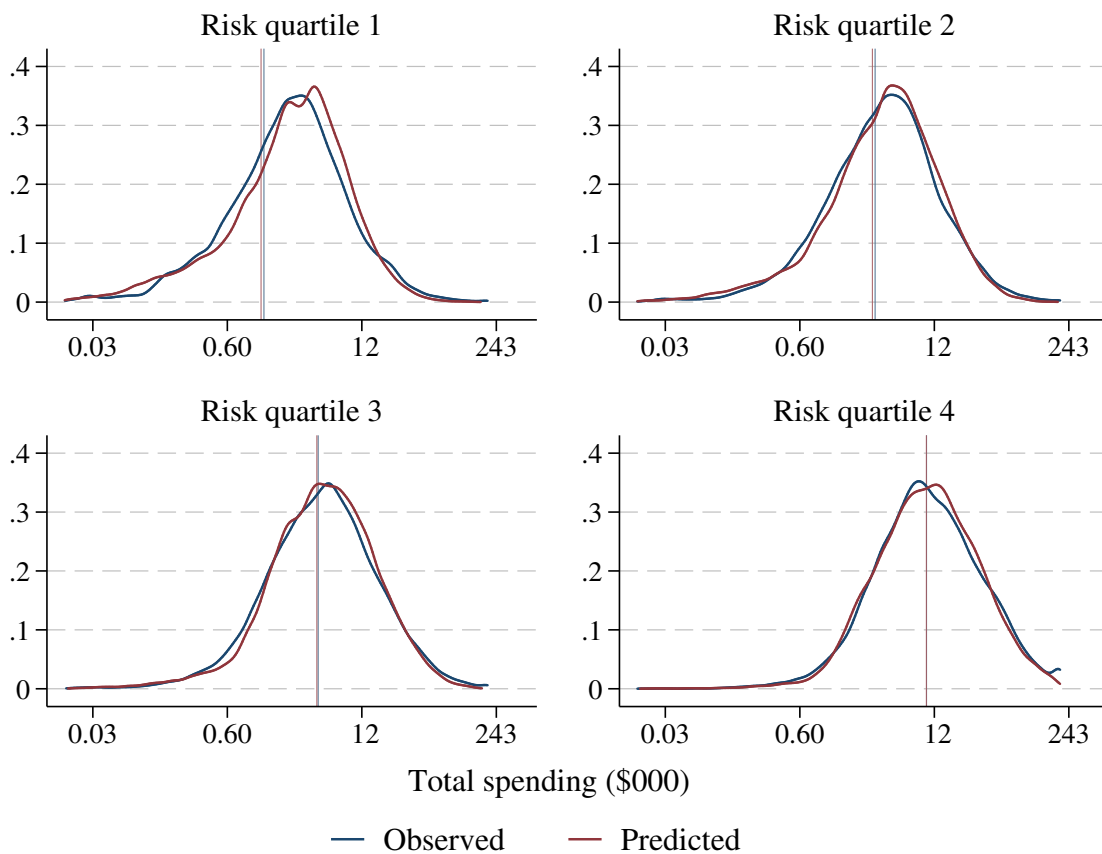 Risk quartile 1
Risk quartile 2
.4
.3
.2
.1
0
0.03 0.60 12 243
.4
.3
.2
.1
0
0.03 0.60 12 243
Risk quartile 3
Risk quartile 4
.4
.3
.2
.1
0
0.03 0.60 12 243
.4
.3
.2
.1
0
0.03 0.60 12 243
Total spending ($000)
Observed Predicted